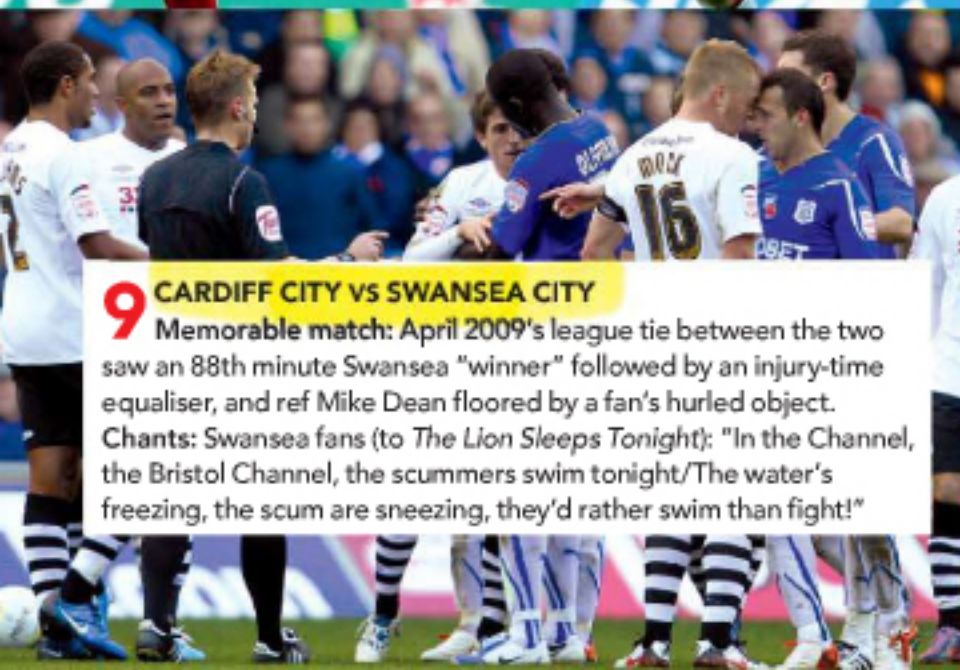 MONK
16
9 CARDIFF CITY VS SWANSEA CITY
Memorable match: April 2009's league tie between the two
saw an 88th minute Swansea "winner" followed by an injury-time
equaliser, and ref Mike Dean floored by a fan's hurled object.
Chants: Swansea fans (to The Lion Sleeps Tonight): "In the Channel,
the Bristol Channel, the scummers swim tonight/The water's
freezing, the scum are sneezing, they'd rather swim than fight!"